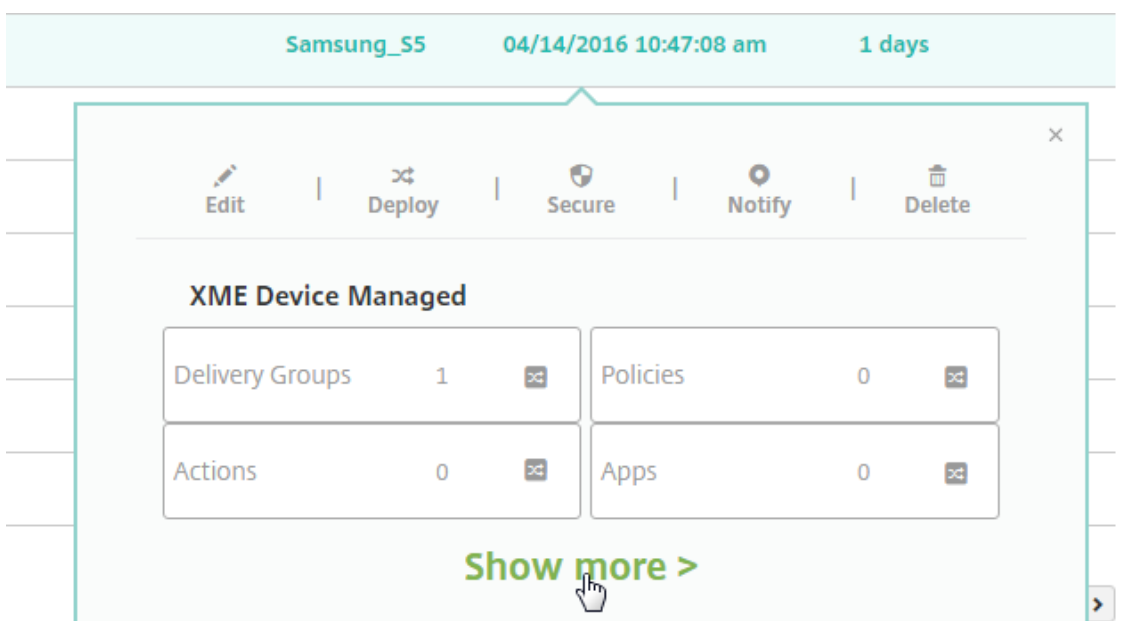 Samsung_S5 04/14/2016 10:47:08 am 1 days
×
Edit | Deploy | Secure | Notify | Delete
XME Device Managed
Delivery Groups 1 Policies 0
Actions 0 Apps 0
Show more >
>